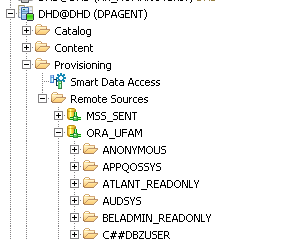 DHD@DHD (DPAGENT)
Catalog
Content
Provisioning
Smart Data Access
Remote Sources
MSS_SENT
ORA_UFAM
ANONYMOUS
APPQOSSYS
ATLANT_READONLY
AUDSYS
BELADMIN_READONLY
C##DBZUSER